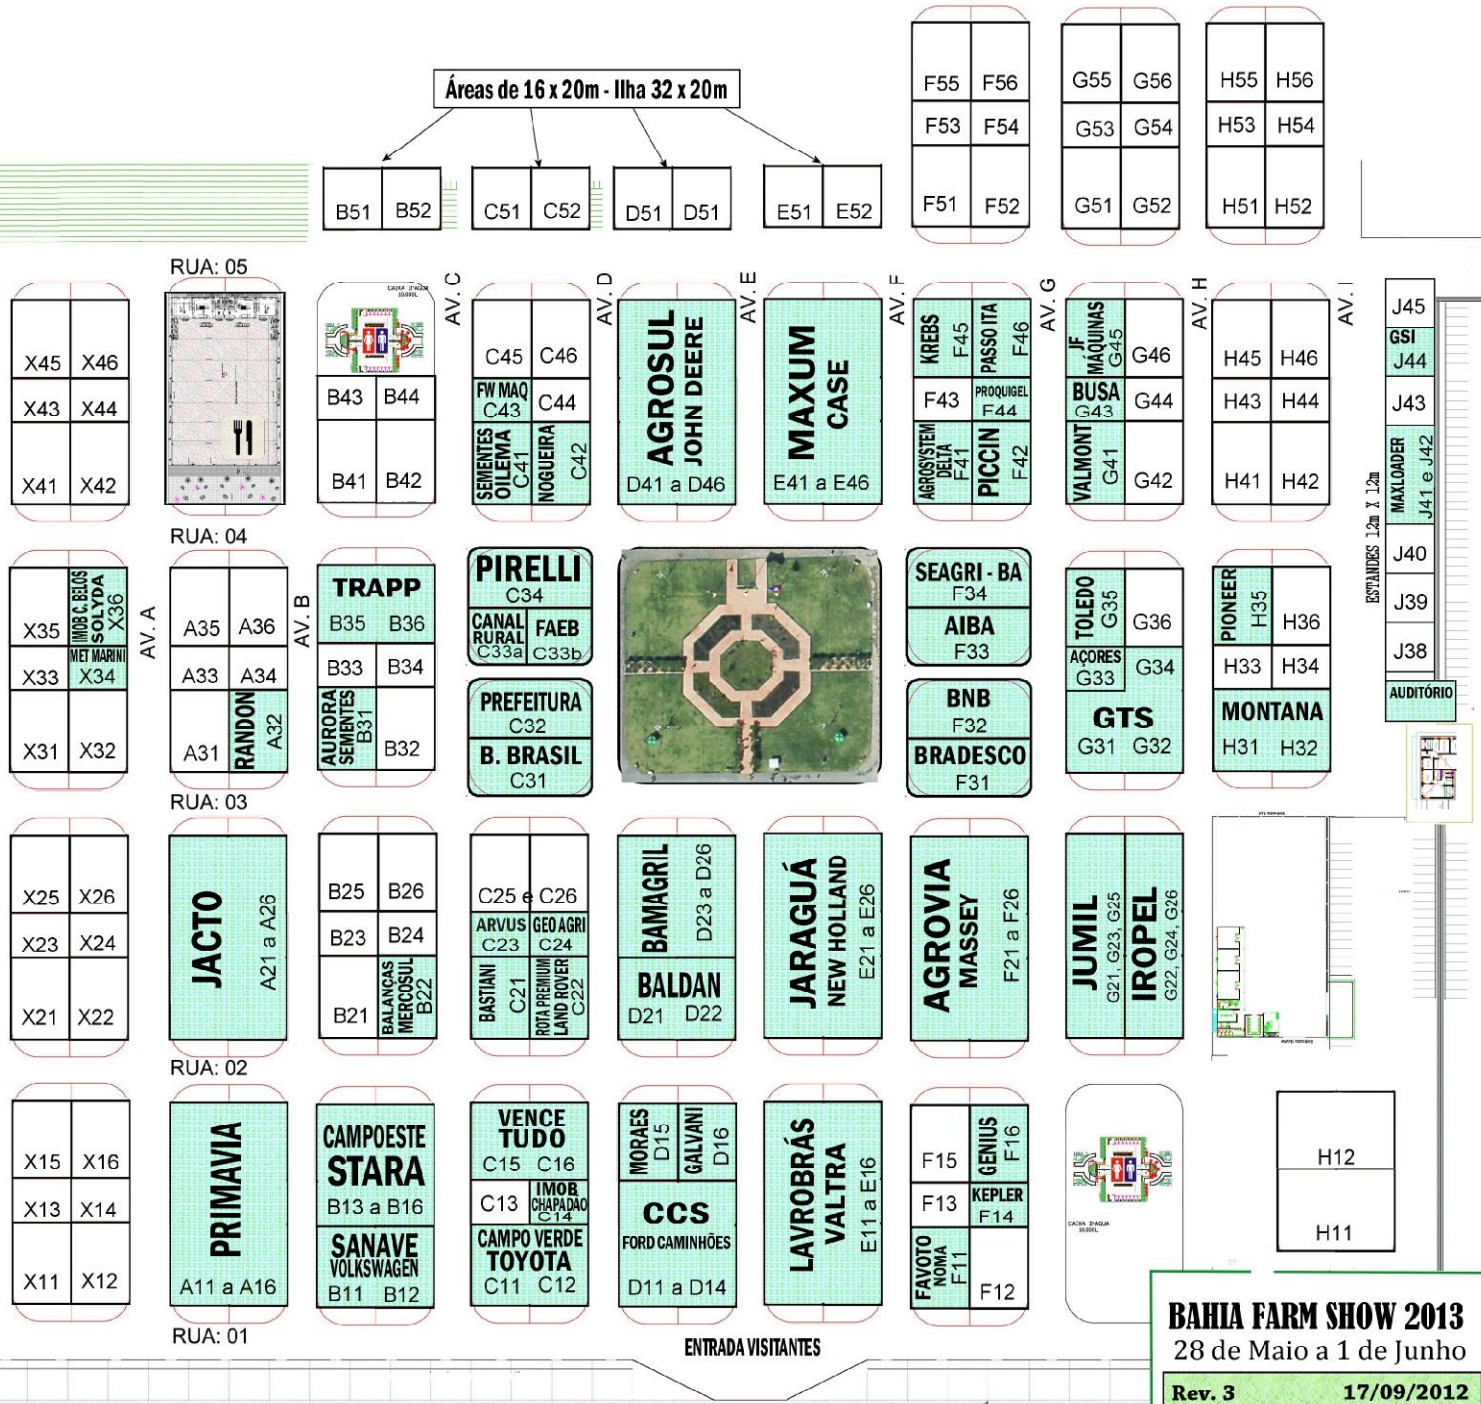 Áreas de 16 x 20m - Ilha 32 x 20m
F55 F56
G55 G56
H55 H56
F53 F54
G53 G54
H53 H54
B51 B52
C51 C52
D51 D51
E51 E52
F51 F52
G51 G52
H51 H52
RUA: 05
AV. C
AV. D
AV. E
AV. F
AV. G
AV. H
AV. I
X45 X46
X43 X44
X41 X42
CAIXA D'AGUA
10.000L
B43 B44
B41 B42
C45 C46
FW MAQ
C43
C44
SEMENTES
OILEMA
C41
NOGUEIRA
C42
AGROSUL
JOHN DEERE
D41 a D46
MAXUM
CASE
E41 a E46
KREBS
F45
PASSO ITA
F46
F43
PROQUIGEL
F44
AGROSYSTEM
DELTA
F41
PICCIN
F42
JF
MÁQUINAS
G45
G46
BUSA
G43
G44
VALMONT
G41
G42
H45 H46
H43 H44
H41 H42
J45
GSI
J44
J43
MAXLOADER
J41 e J42
J40
J39
J38
AUDITÓRIO
ESTANDES 12m X 12m
RUA: 04
AV. A
AV. B
X35
IMOB C. BELOS
SOLYDA
X36
X33
MET MARINI
X34
X31 X32
A35 A36
A33 A34
A31
RANDON
A32
TRAPP
B35 B36
B33 B34
AURORA
SEMENTES
B31
B32
PIRELLI
C34
CANAL
RURAL
C33a
FAEB
C33b
PREFEITURA
C32
B. BRASIL
C31
SEAGRI - BA
F34
AIBA
F33
BNB
F32
BRADESCO
F31
TOLEDO
G35
G36
AÇORES
G33
G34
GTS
G31 G32
PIONEER
H35
H36
H33 H34
MONTANA
H31 H32
RUA: 03
X25 X26
X23 X24
X21 X22
JACTO
A21 a A26
B25 B26
B23 B24
B21
BALANÇAS
MERCOSUL
B22
C25 e C26
ARVUS
C23
GEO AGRI
C24
BASTIANI
C21
ROTA PREMIUM
LAND ROVER
C22
BAMAGRIL
D23 a D26
BALDAN
D21 D22
JARAGUÁ
NEW HOLLAND
E21 a E26
AGROVIA
MASSEY
F21 a F26
JUMIL
G21, G23, G25
IROPEL
G22, G24, G26
RUA: 02
X15 X16
X13 X14
X11 X12
PRIMAVIA
A11 a A16
CAMPOESTE
STARA
B13 a B16
SANAVE
VOLKSWAGEN
B11 B12
VENCE
TUDO
C15 C16
C13
IMOB
CHAPADAO
C14
CAMPO VERDE
TOYOTA
C11 C12
MORAES
D15
GALVANI
D16
CCS
FORD CAMINHÕES
D11 a D14
LAVROBRÁS
VALTRA
E11 a E16
F15
GENIUS
F16
F13
KEPLER
F14
FAVOTO
NOMA
F11
F12
CAIXA D'AGUA
10.000L
H12
H11
RUA: 01
ENTRADA VISITANTES
BAHIA FARM SHOW 2013
28 de Maio a 1 de Junho
Rev. 3 17/09/2012